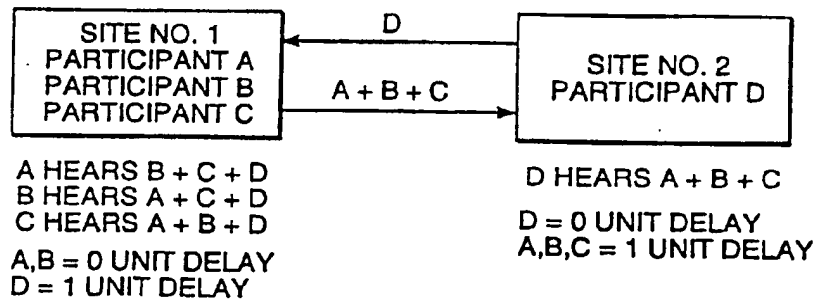 SITE NO. 1
PARTICIPANT A
PARTICIPANT B
PARTICIPANT C
D
A + B + C
SITE NO. 2
PARTICIPANT D
A HEARS B + C + D
B HEARS A + C + D
C HEARS A + B + D
A,B = 0 UNIT DELAY
D = 1 UNIT DELAY
D HEARS A + B + C
D = 0 UNIT DELAY
A,B,C = 1 UNIT DELAY